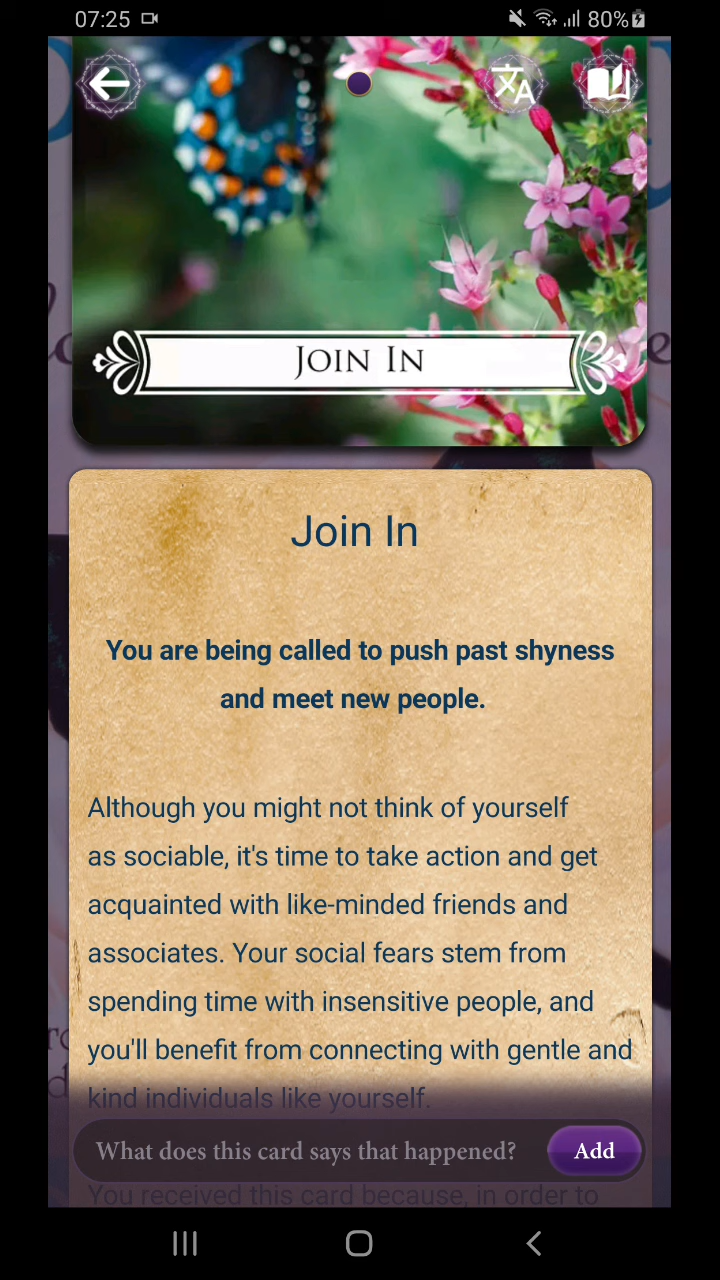 07:25
80%
文A
JOIN IN
Join In
You are being called to push past shyness
and meet new people.
Although you might not think of yourself
as sociable, it's time to take action and get
acquainted with like-minded friends and
associates. Your social fears stem from
spending time with insensitive people, and
you'll benefit from connecting with gentle and
kind individuals like yourself.
What does this card says that happened?
Add
You received this card because, in order to